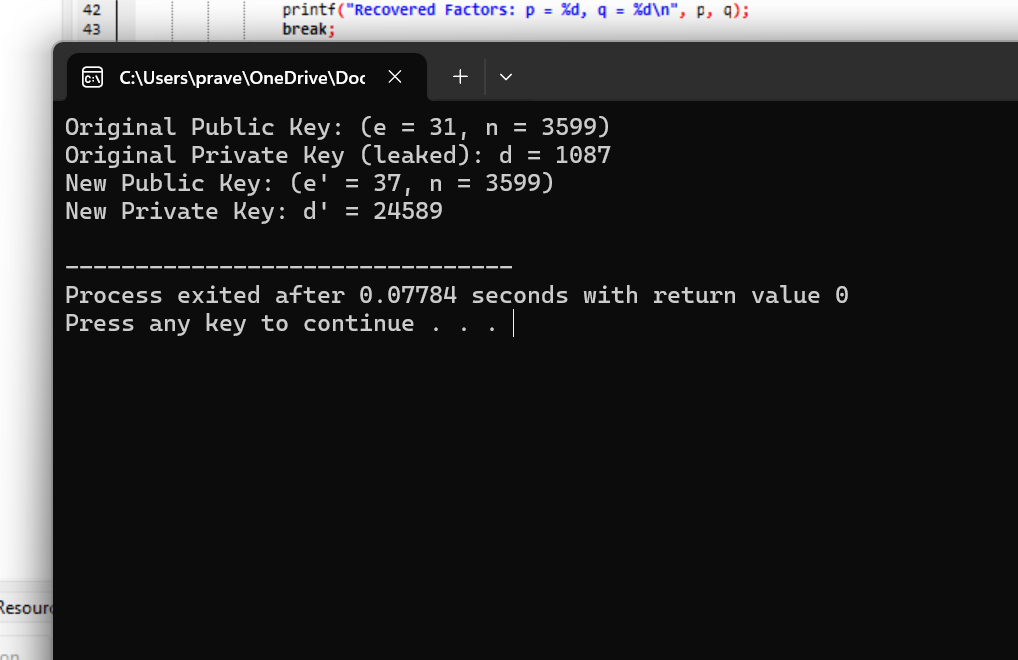 42 printf("Recovered Factors: p = %d, q = %d\n", p, q);
43 break;
C:\Users\prave\OneDrive\Doc
Original Public Key: (e = 31, n = 3599)
Original Private Key (leaked): d = 1087
New Public Key: (e' = 37, n = 3599)
New Private Key: d' = 24589
--------------------------------
Process exited after 0.07784 seconds with return value 0
Press any key to continue . . .
Resour